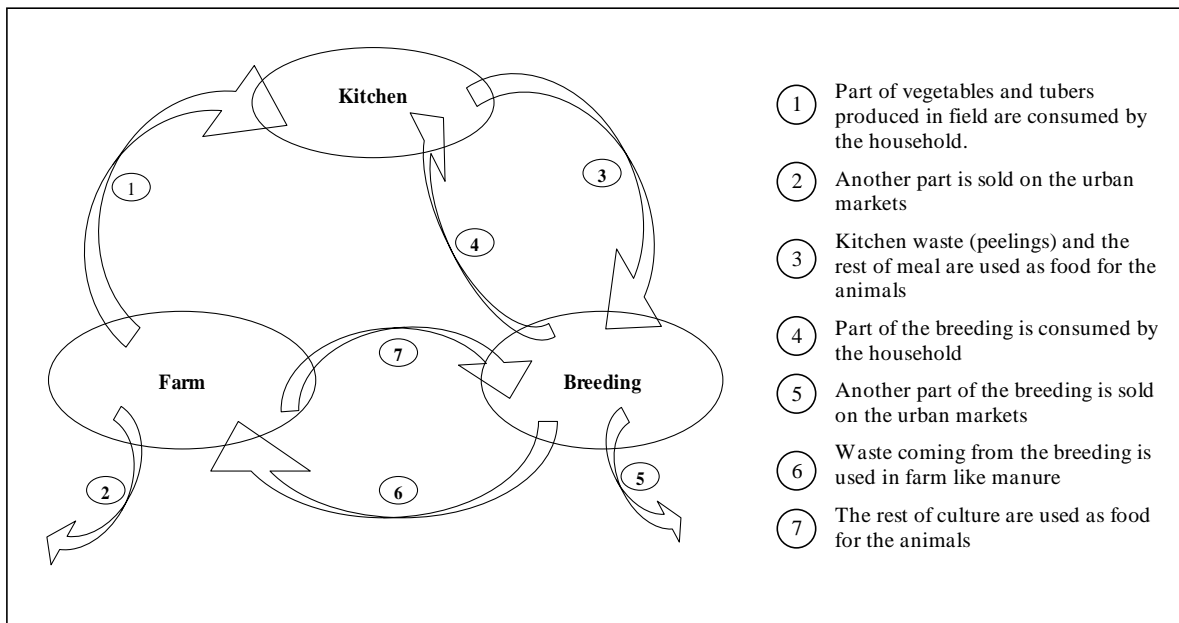 Kitchen
1
3
4
Farm
7
Breeding
2
6
5
1 Part of vegetables and tubers
produced in field are consumed by
the household.
2 Another part is sold on the urban
markets
3 Kitchen waste (peelings) and the
rest of meal are used as food for the
animals
4 Part of the breeding is consumed by
the household
5 Another part of the breeding is sold
on the urban markets
6 Waste coming from the breeding is
used in farm like manure
7 The rest of culture are used as food
for the animals